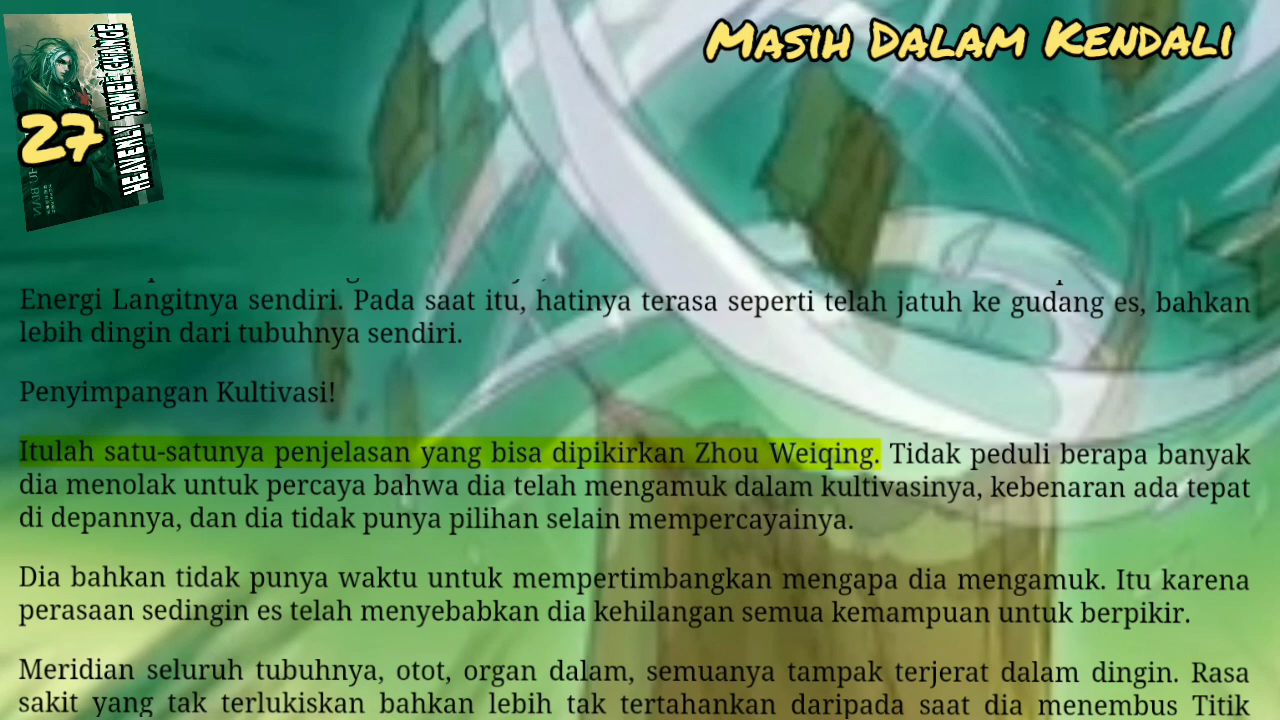 Masih Dalam Kendali
HEAVENLY JEWEL CHANGE
27
Energi Langitnya sendiri. Pada saat itu, hatinya terasa seperti telah jatuh ke gudang es, bahkan
lebih dingin dari tubuhnya sendiri.
Penyimpangan Kultivasi!
Itulah satu-satunya penjelasan yang bisa dipikirkan Zhou Weiqing. Tidak peduli berapa banyak
dia menolak untuk percaya bahwa dia telah mengamuk dalam kultivasinya, kebenaran ada tepat
di depannya, dan dia tidak punya pilihan selain mempercayainya.
Dia bahkan tidak punya waktu untuk mempertimbangkan mengapa dia mengamuk. Itu karena
perasaan sedingin es telah menyebabkan dia kehilangan semua kemampuan untuk berpikir.
Meridian seluruh tubuhnya, otot, organ dalam, semuanya tampak terjerat dalam dingin. Rasa
sakit yang tak terlukiskan bahkan lebih tak tertahankan daripada saat dia menembus Titik